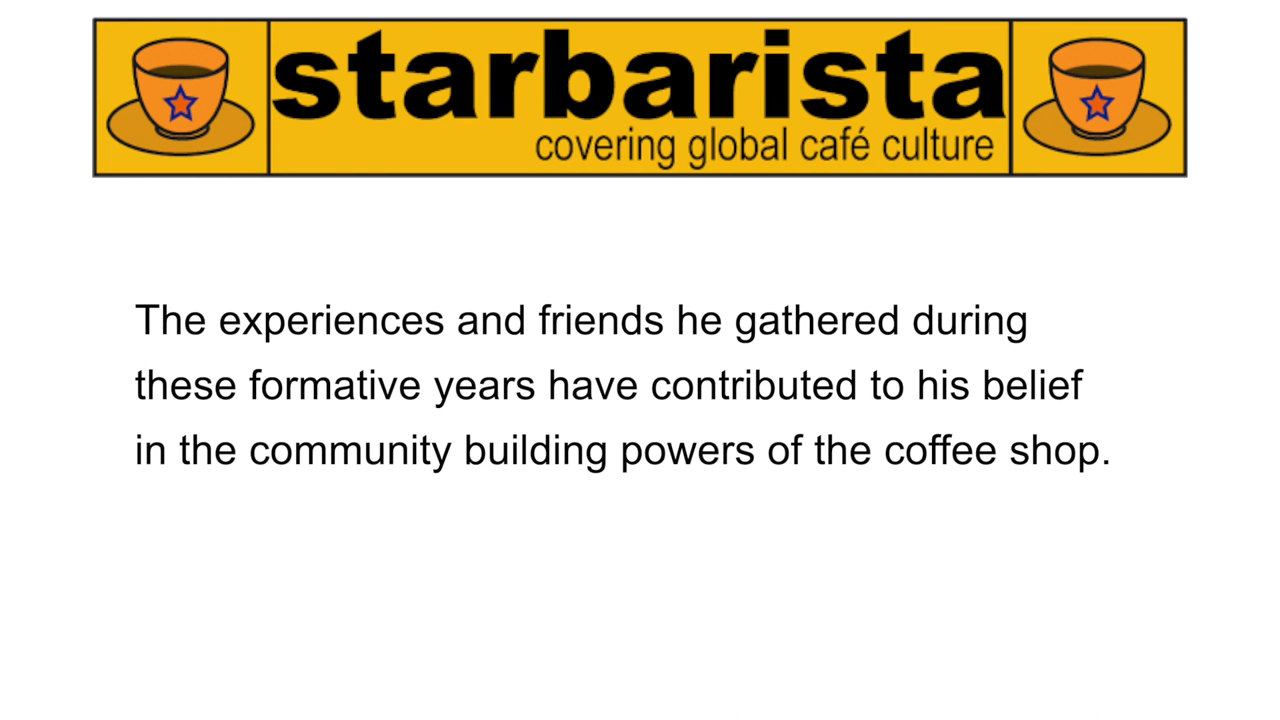 starbarista
covering global café culture
The experiences and friends he gathered during
these formative years have contributed to his belief
in the community building powers of the coffee shop.